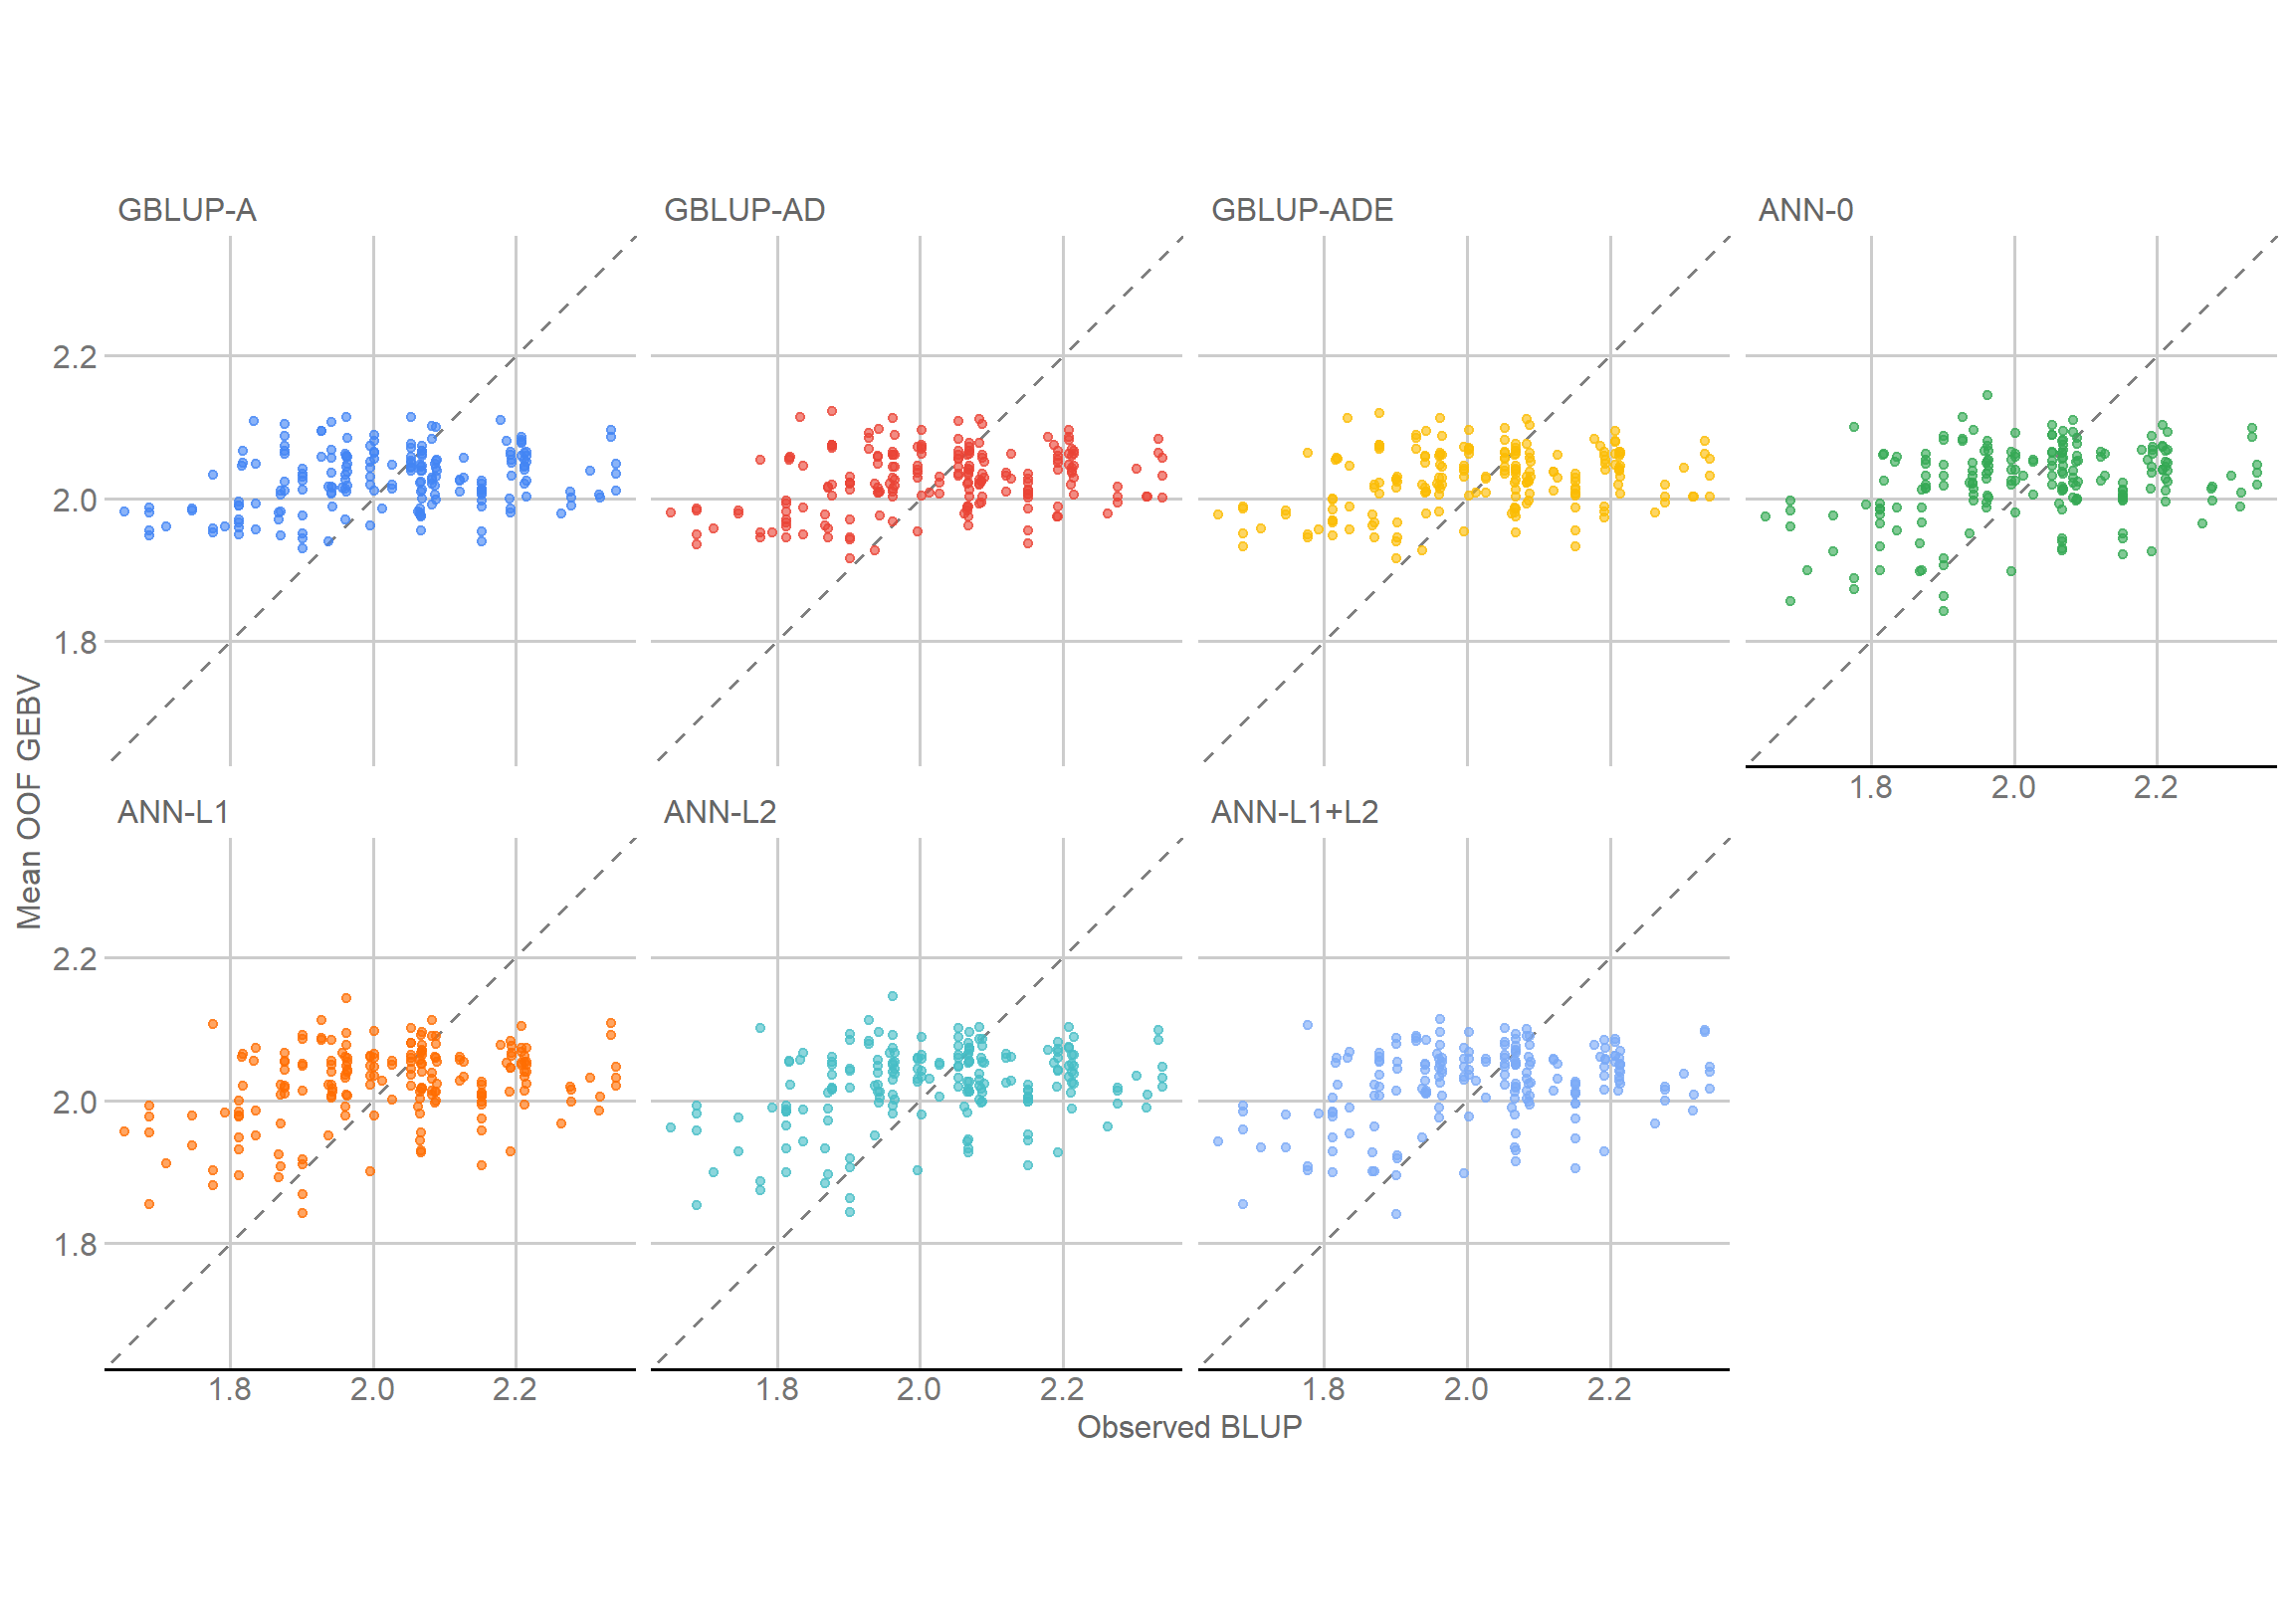 GBLUP-A GBLUP-AD GBLUP-ADE ANN-0
2.2
2.0
1.8
1.8 2.0 2.2
Mean OOF GEBV
ANN-L1 ANN-L2 ANN-L1+L2
2.2
2.0
1.8
1.8 2.0 2.2 1.8 2.0 2.2 1.8 2.0 2.2
Observed BLUP